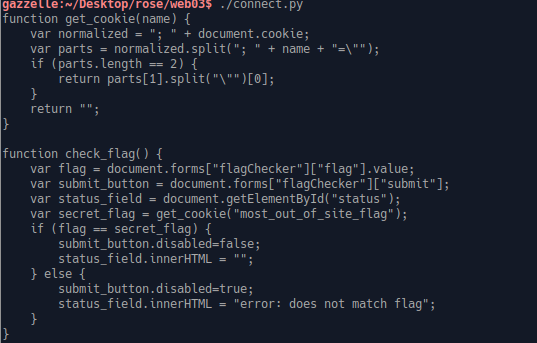 gazzelle:~/Desktop/rose/web03$ ./connect.py
function get_cookie(name) {
    var normalized = "; " + document.cookie;
    var parts = normalized.split("; " + name + "=\"");
    if (parts.length == 2) {
        return parts[1].split("\"")[0];
    }
    return "";
}

function check_flag() {
    var flag = document.forms["flagChecker"]["flag"].value;
    var submit_button = document.forms["flagChecker"]["submit"];
    var status_field = document.getElementById("status");
    var secret_flag = get_cookie("most_out_of_site_flag");
    if (flag == secret_flag) {
        submit_button.disabled=false;
        status_field.innerHTML = "";
    } else {
        submit_button.disabled=true;
        status_field.innerHTML = "error: does not match flag";
    }
}